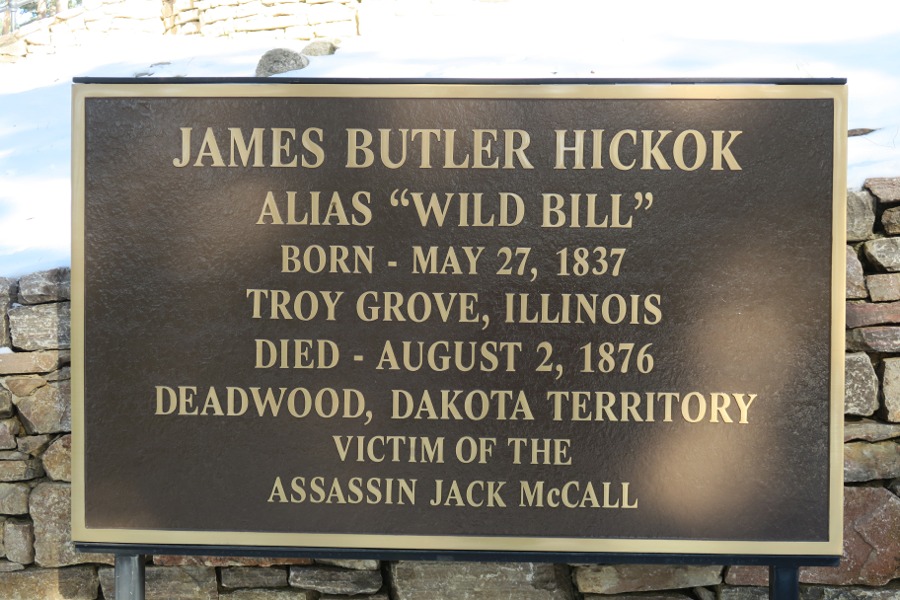 JAMES BUTLER HICKOK
ALIAS “WILD BILL”
BORN - MAY 27, 1837
TROY GROVE, ILLINOIS
DIED - AUGUST 2, 1876
DEADWOOD, DAKOTA TERRITORY
VICTIM OF THE
ASSASSIN JACK McCALL